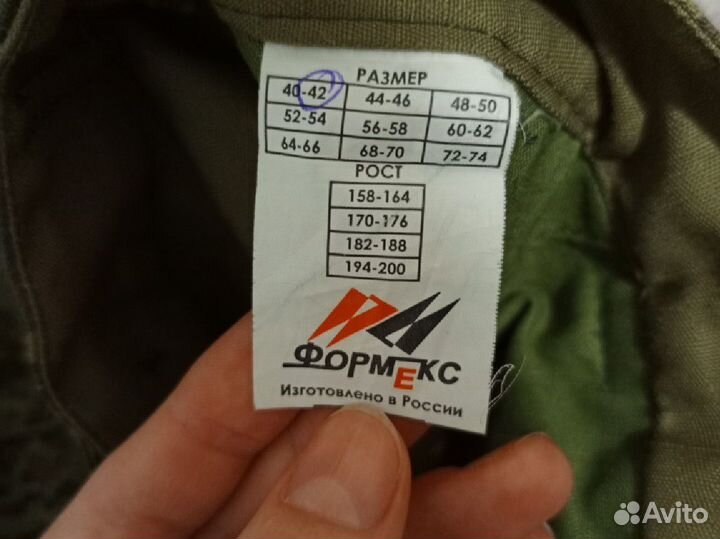 РАЗМЕР
40-42 44-46 48-50
52-54 56-58 60-62
64-66 68-70 72-74
РОСТ
158-164
170-176
182-188
194-200
ФОРМЕКС
Изготовлено в России
Avito